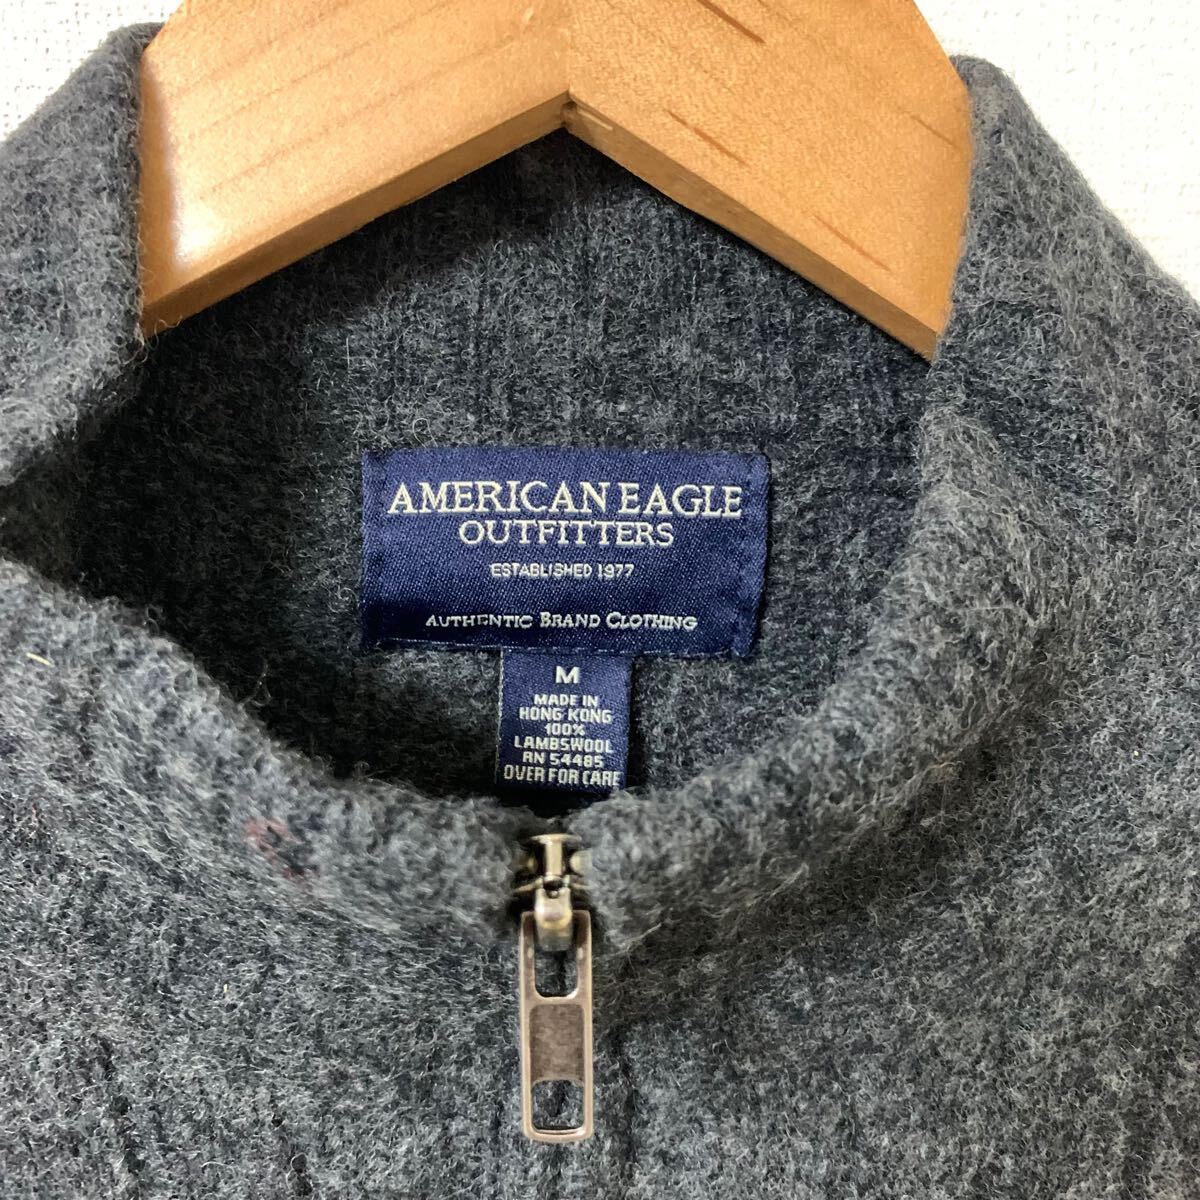 AMERICAN EAGLE
OUTFITTERS
ESTABLISHED 1977
AUTHENTIC BRAND CLOTHING
M
MADE IN
HONG KONG
100%
LAMBSWOOL
RN 54485
OVER FOR CARE